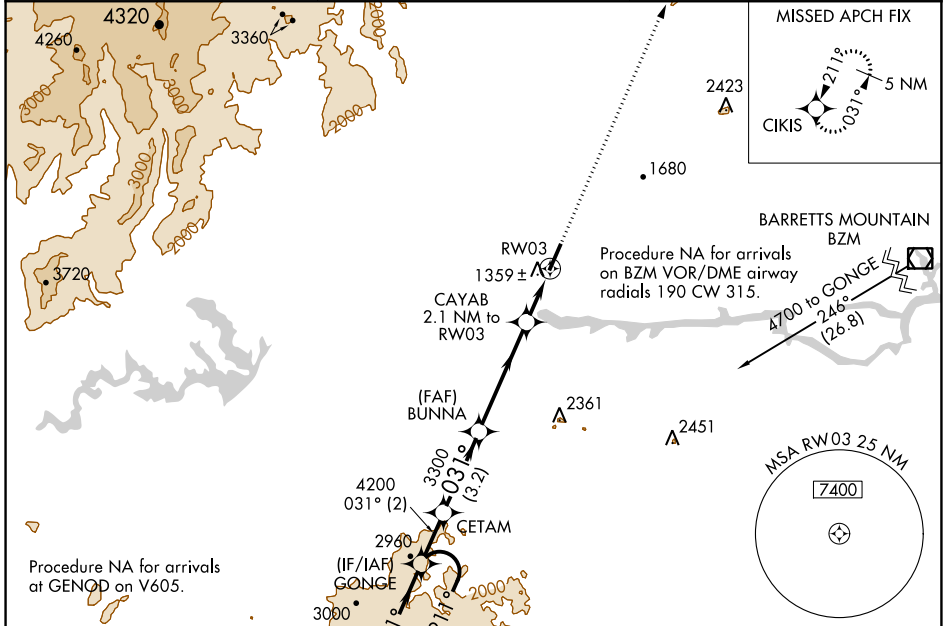 4320
4260
3360
3000
3000
2000
3000
2000
3720
MISSED APCH FIX
211°
031°
5 NM
CIKIS
2423
1680
BARRETTS MOUNTAIN
BZM
RW03
1359 ±
Procedure NA for arrivals
on BZM VOR/DME airway
radials 190 CW 315.
4700 to GONGE
246°
(26.8)
CAYAB
2.1 NM to
RW03
(FAF)
BUNNA
2361
2451
3300
031°
(3.2)
4200
031° (2)
CETAM
MSA RW03 25 NM
7400
2960
(IF/IAF)
GONGE
2000
3000
Procedure NA for arrivals
at GENOD on V605.